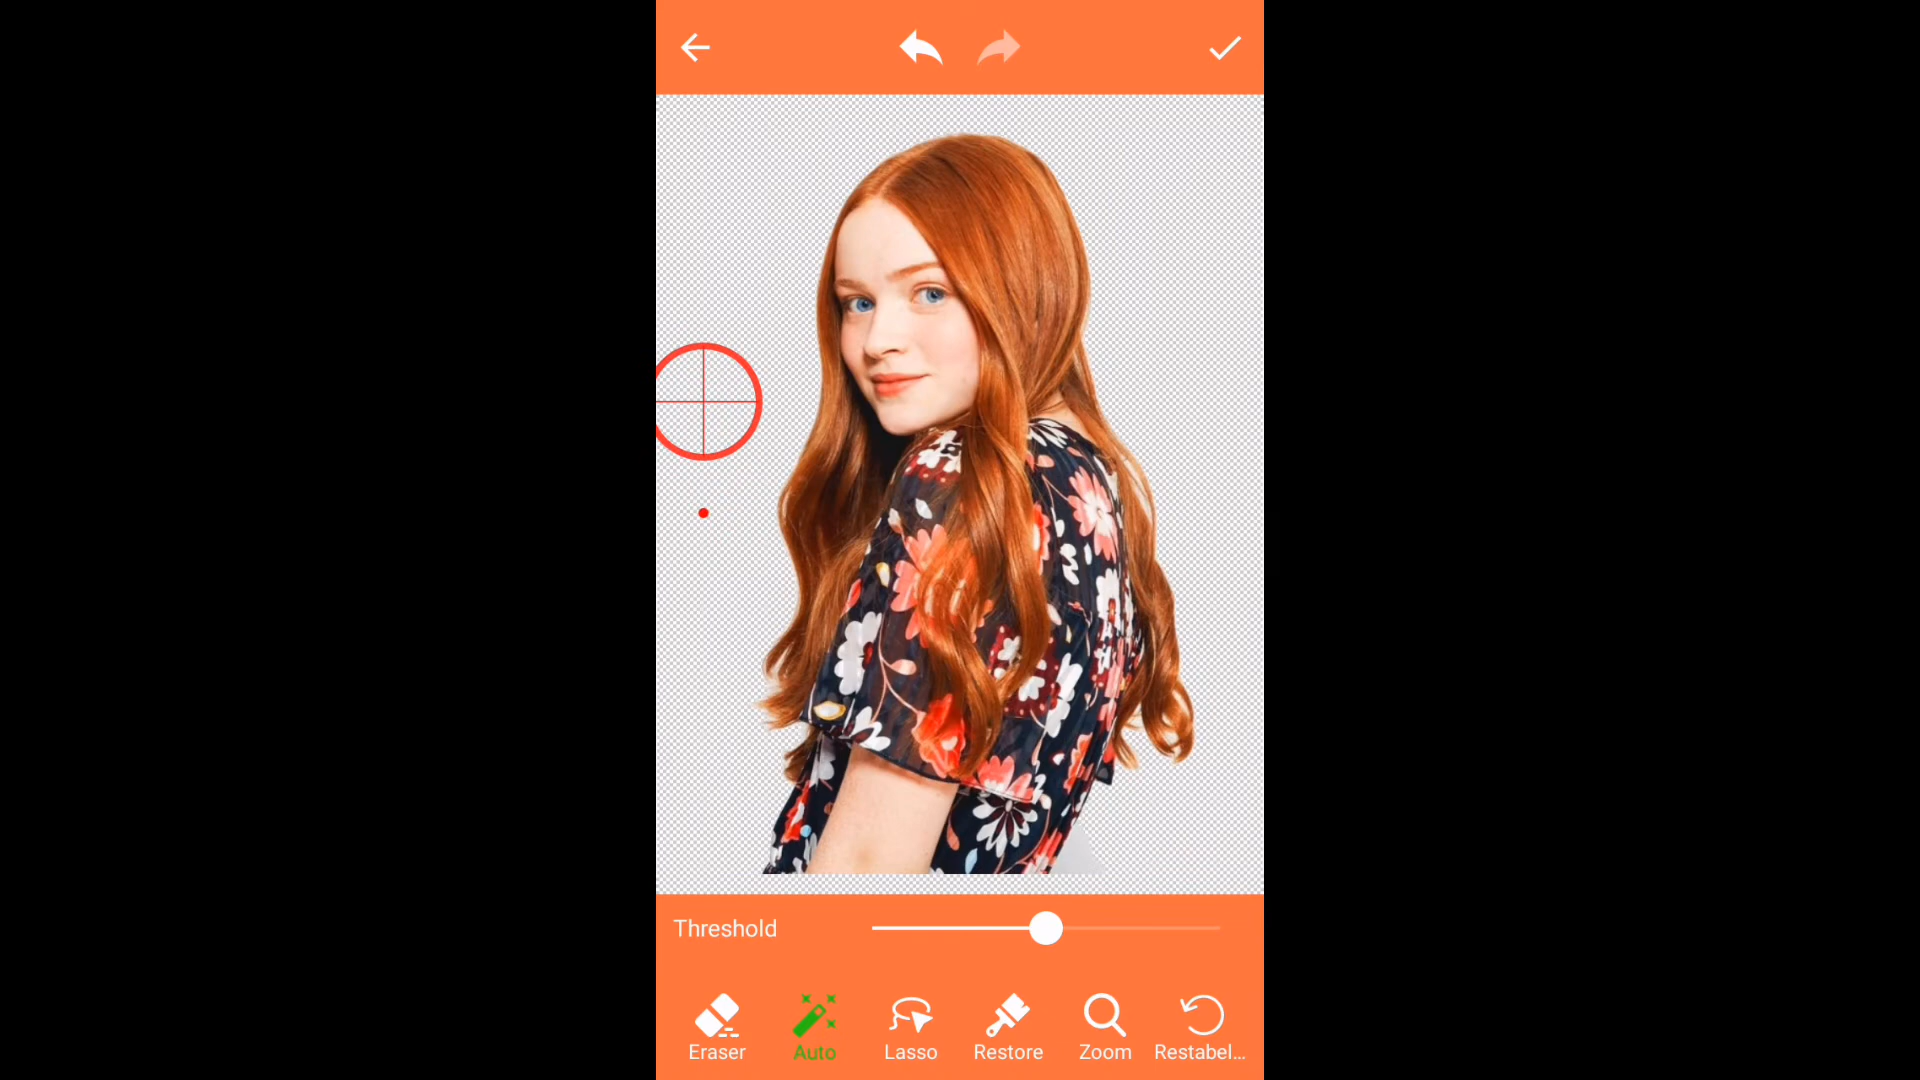 Threshold
Eraser
Auto
Lasso
Restore
Zoom
Restabel...